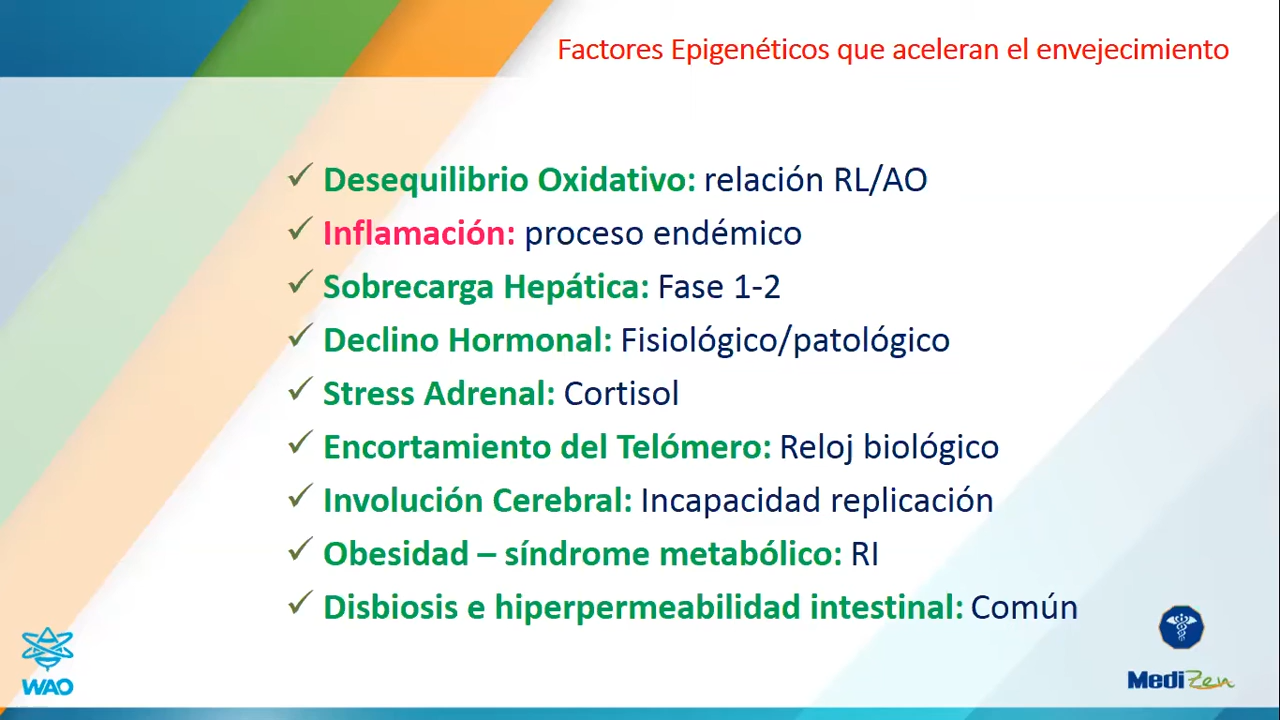 Factores Epigenéticos que aceleran el envejecimiento
✓ Desequilibrio Oxidativo: relación RL/AO
✓ Inflamación: proceso endémico
✓ Sobrecarga Hepática: Fase 1-2
✓ Declino Hormonal: Fisiológico/patológico
✓ Stress Adrenal: Cortisol
✓ Encortamiento del Telómero: Reloj biológico
✓ Involución Cerebral: Incapacidad replicación
✓ Obesidad – síndrome metabólico: RI
✓ Disbiosis e hiperpermeabilidad intestinal: Común
WAO
MediZen